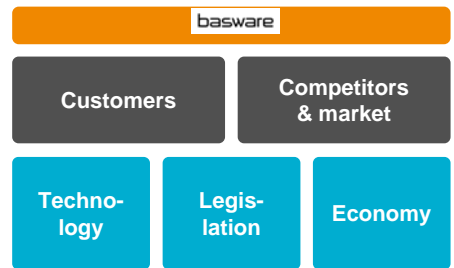 basware
Customers
Competitors
& market
Techno-
logy
Legis-
lation
Economy